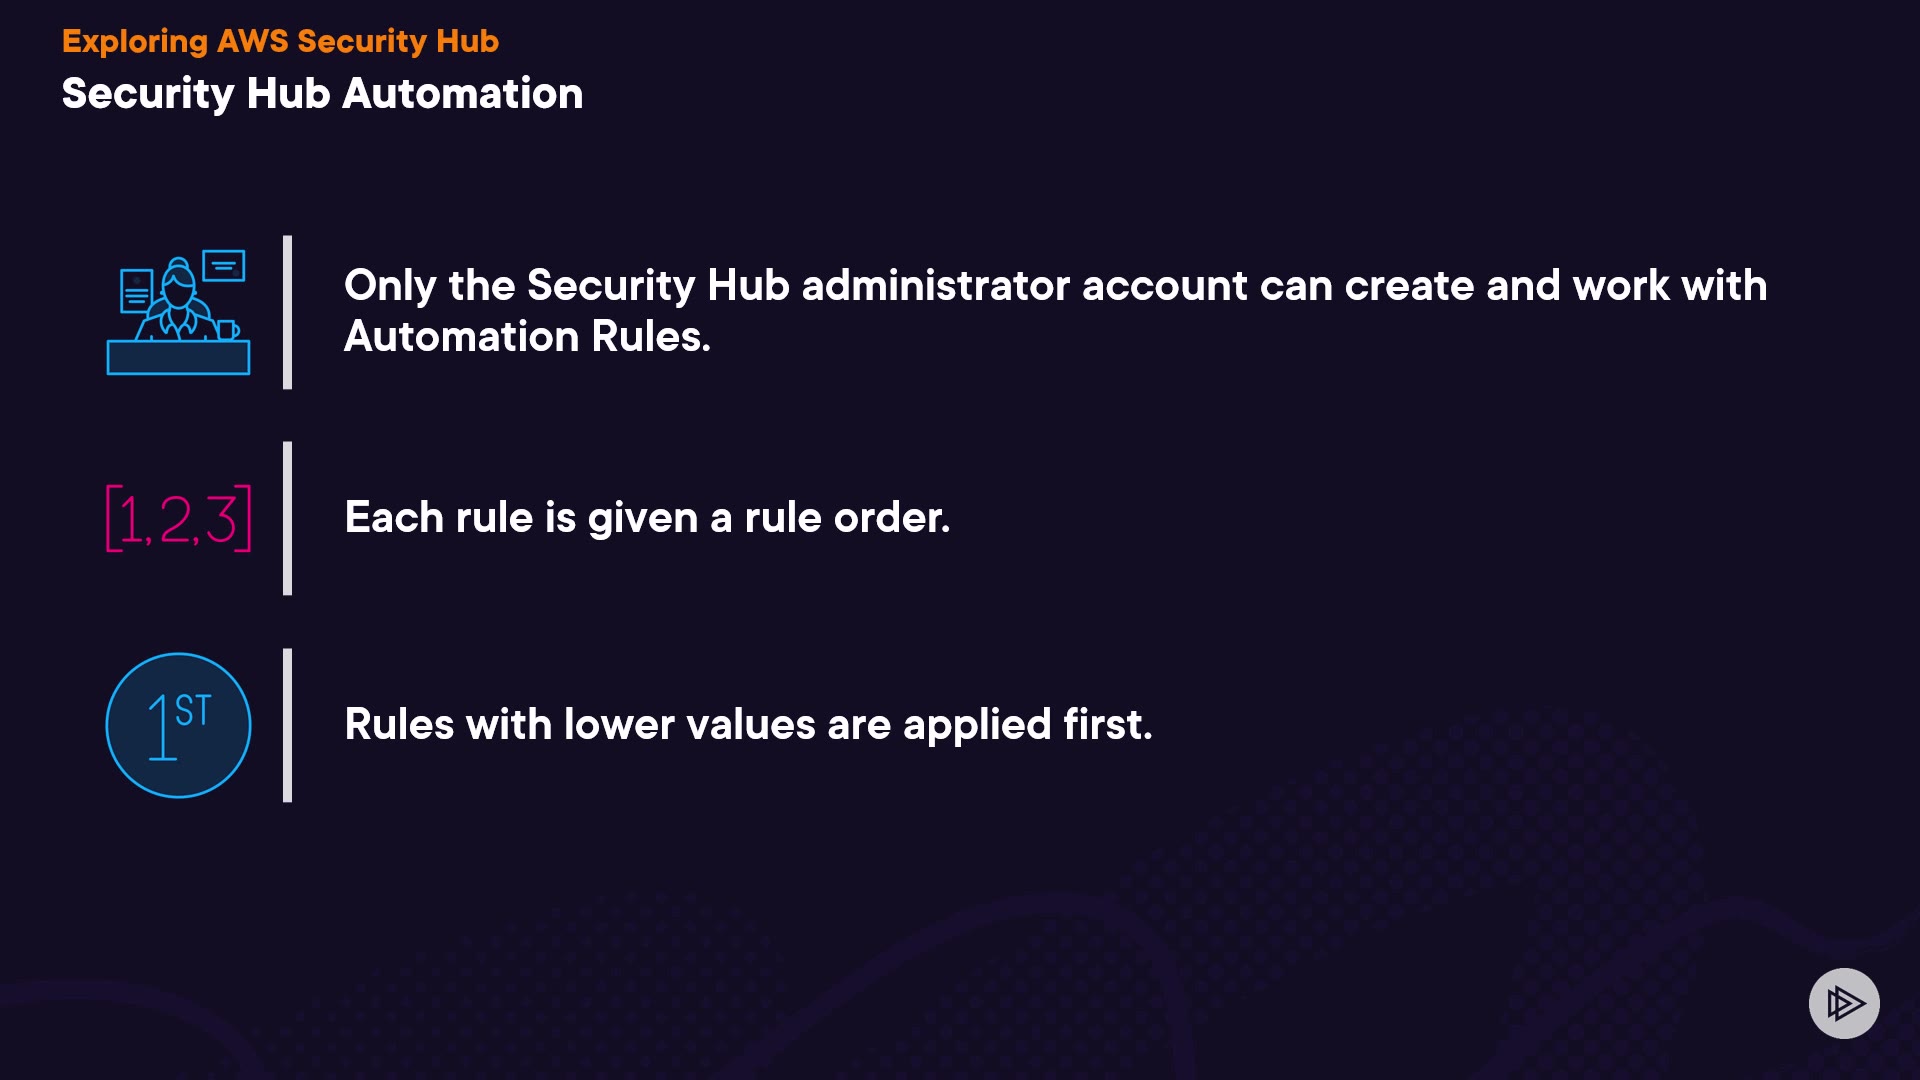 Exploring AWS Security Hub
Security Hub Automation
Only the Security Hub administrator account can create and work with
Automation Rules.
[1,2,3]
Each rule is given a rule order.
1ST
Rules with lower values are applied first.